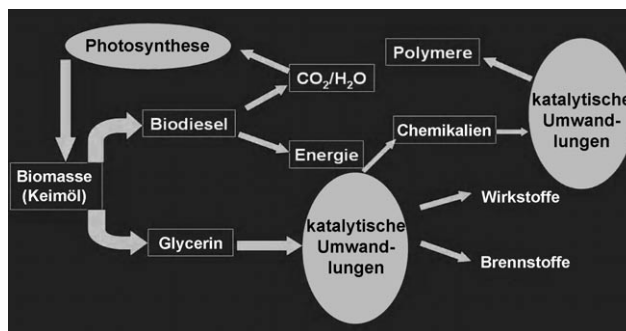 Photosynthese
Polymere
CO₂/H₂O
katalytische
Umwand-
lungen
Biodiesel
Chemikalien
Energie
Biomasse
(Keimöl)
Wirkstoffe
katalytische
Umwand-
lungen
Glycerin
Brennstoffe